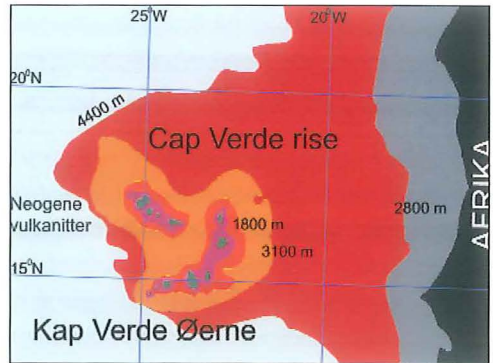 25°W
20°W
20°N
4400 m
Cap Verde rise
AFRIKA
Neogene
vulkanitter
1800 m
2800 m
3100 m
15°N
Kap Verde Øerne